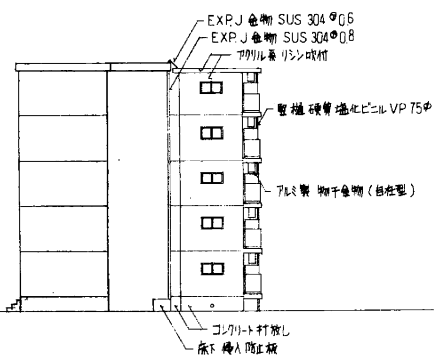 EXP.J 金物 SUS 304 @0.6
EXP.J 金物 SUS 304 @0.8
アクリル系 リシン吹付
竪樋 硬質塩化ビニル VP 75φ
アルミ製 物干金物 (自在型)
コンクリート打放し
床下 侵入防止板